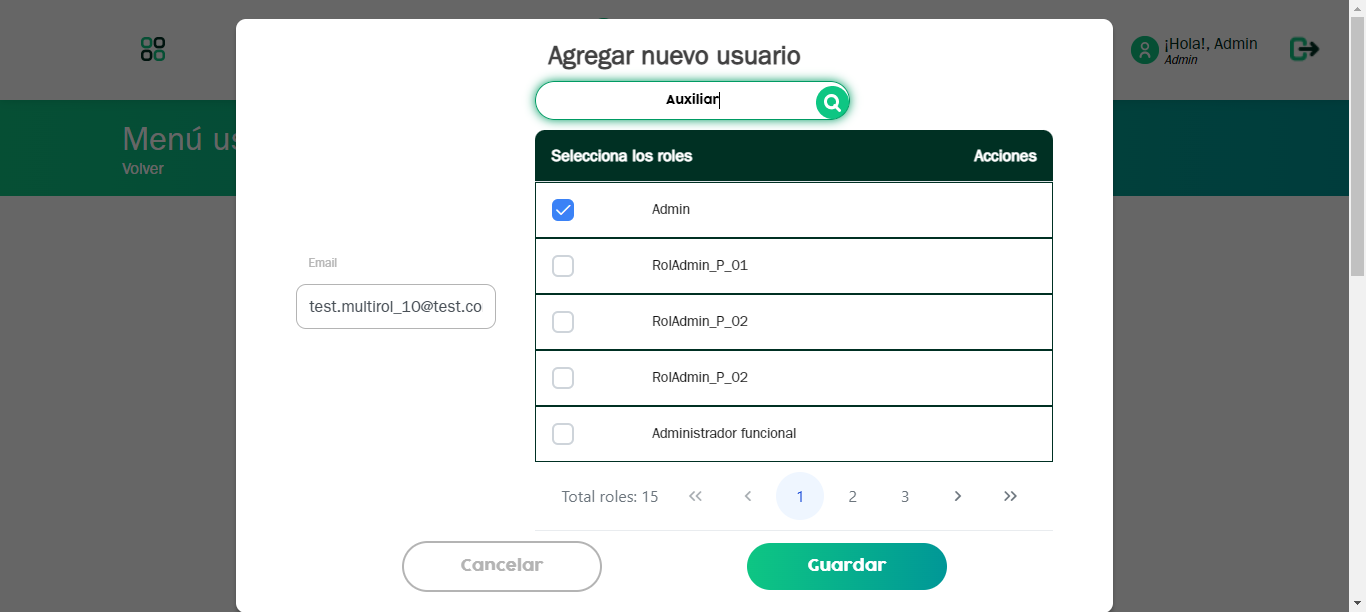 Agregar nuevo usuario
¡Hola!, Admin
Admin
Auxiliar
Menú us
Volver
Selecciona los roles Acciones
Admin
RolAdmin_P_01
Email
test.multirol_10@test.co
RolAdmin_P_02
RolAdmin_P_02
Administrador funcional
Total roles: 15 « ‹ 1 2 3 › »
Cancelar Guardar